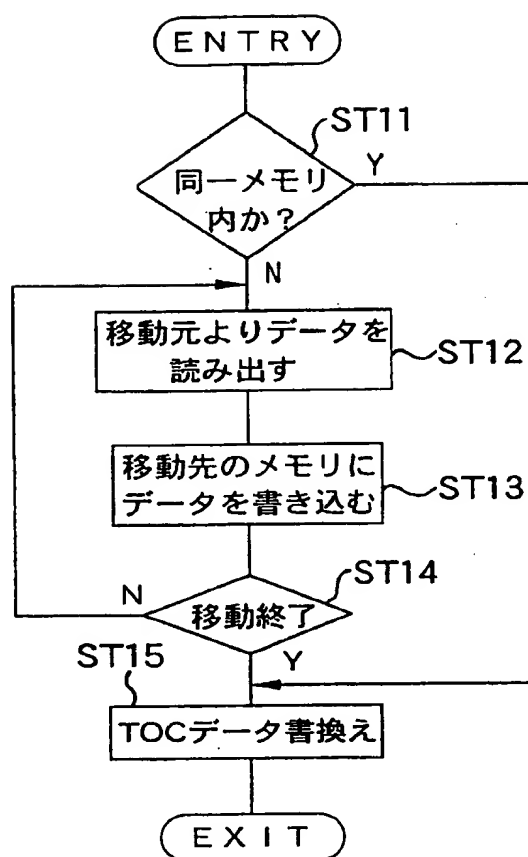 ENTRY
ST11
Y
同一メモリ
内か?
N
移動元よりデータを
読み出す
ST12
移動先のメモリに
データを書き込む
ST13
ST14
N
移動終了
ST15
Y
TOCデータ書換え
EXIT